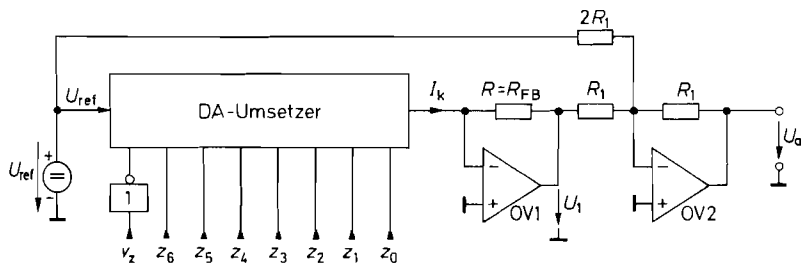 2R₁
U_ref
DA-Umsetzer
I_k
R = R_FB
R₁
R₁
U_ref
+
=
-
1
-
+
OV1
U₁
-
+
OV2
U_a
v_z z₆ z₅ z₄ z₃ z₂ z₁ z₀